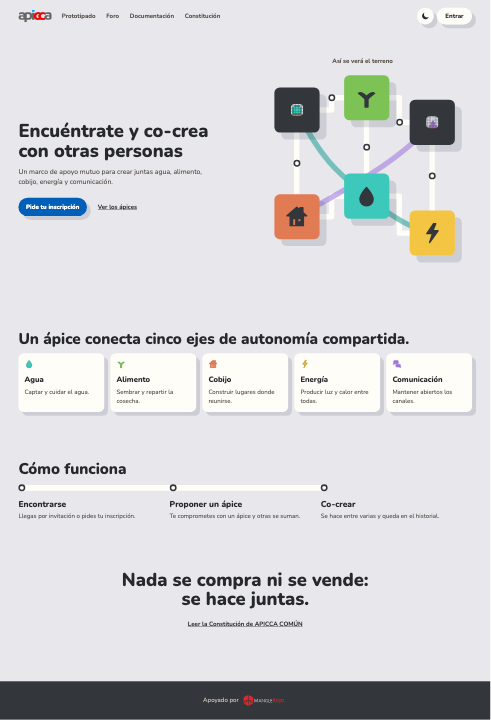 apicca Prototipado Foro Documentación Constitución Entrar
Así se verá el terreno
Encuéntrate y co-crea
con otras personas
Un marco de apoyo mutuo para crear juntas agua, alimento,
cobijo, energía y comunicación.
Pide tu inscripción Ver los ápices
Un ápice conecta cinco ejes de autonomía compartida.
Agua
Captar y cuidar el agua.
Alimento
Sembrar y repartir la
cosecha.
Cobijo
Construir lugares donde
reunirse.
Energía
Producir luz y calor entre
todas.
Comunicación
Mantener abiertos los
canales.
Cómo funciona
Encontrarse
Llegas por invitación o pides tu inscripción.
Proponer un ápice
Te comprometes con un ápice y otras se suman.
Co-crear
Se hace entre varias y queda en el historial.
Nada se compra ni se vende:
se hace juntas.
Leer la Constitución de APICCA COMÚN
Apoyado por